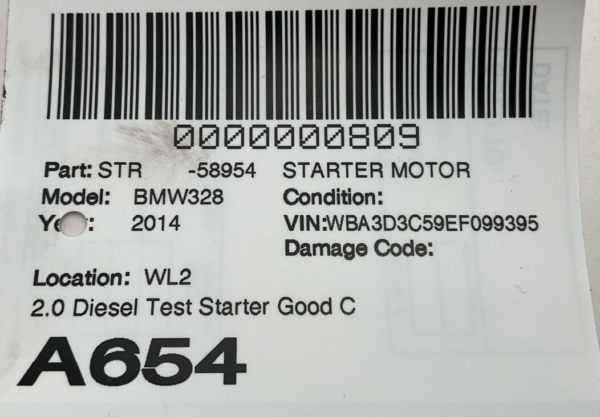 0000000809
Part: STR -58954 STARTER MOTOR
Model: BMW328 Condition:
2014 VIN:WBA3D3C59EF099395
Damage Code:
Location: WL2
2.0 Diesel Test Starter Good C
A654